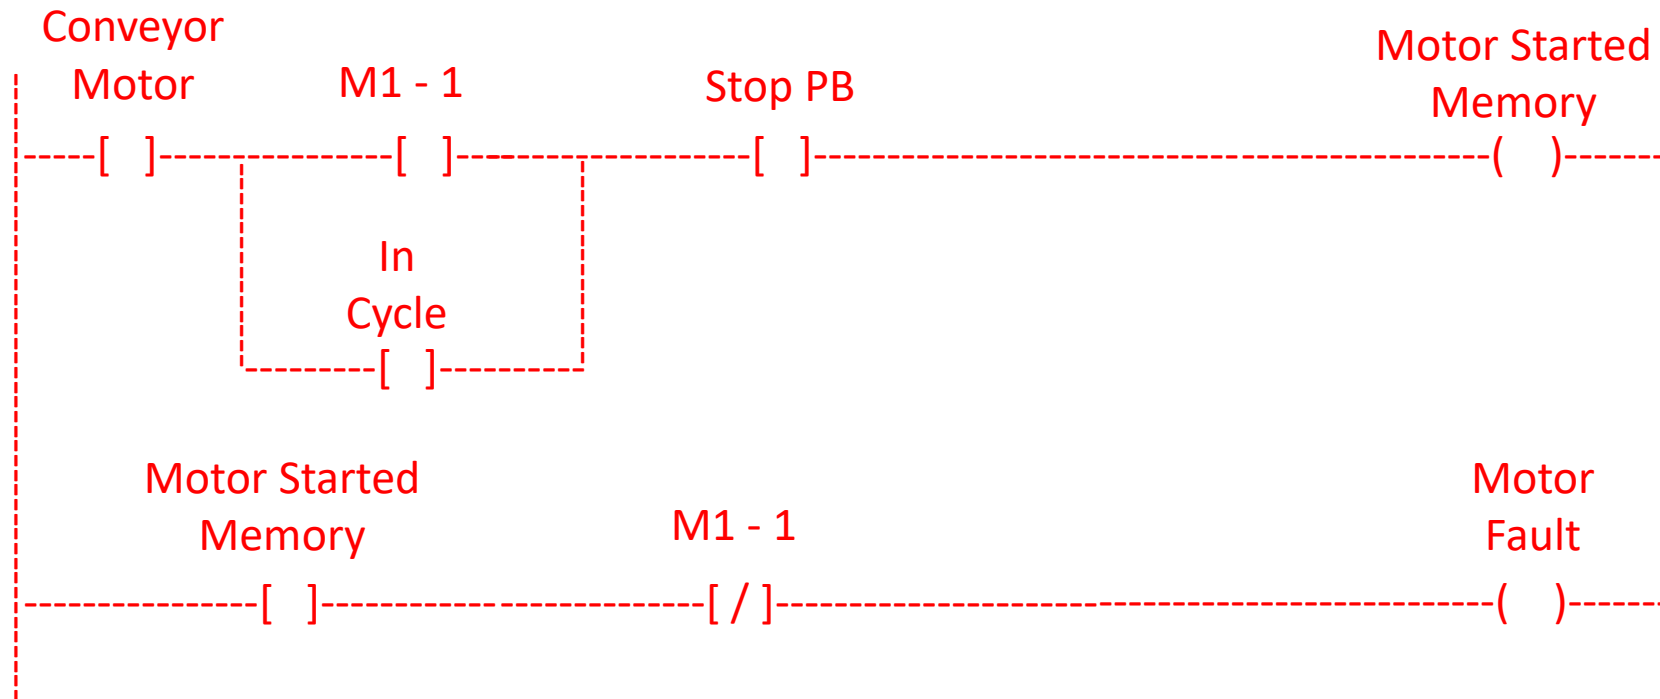 Conveyor
Motor
M1 - 1
Stop PB
Motor Started
Memory
In
Cycle
Motor Started
Memory
M1 - 1
Motor
Fault